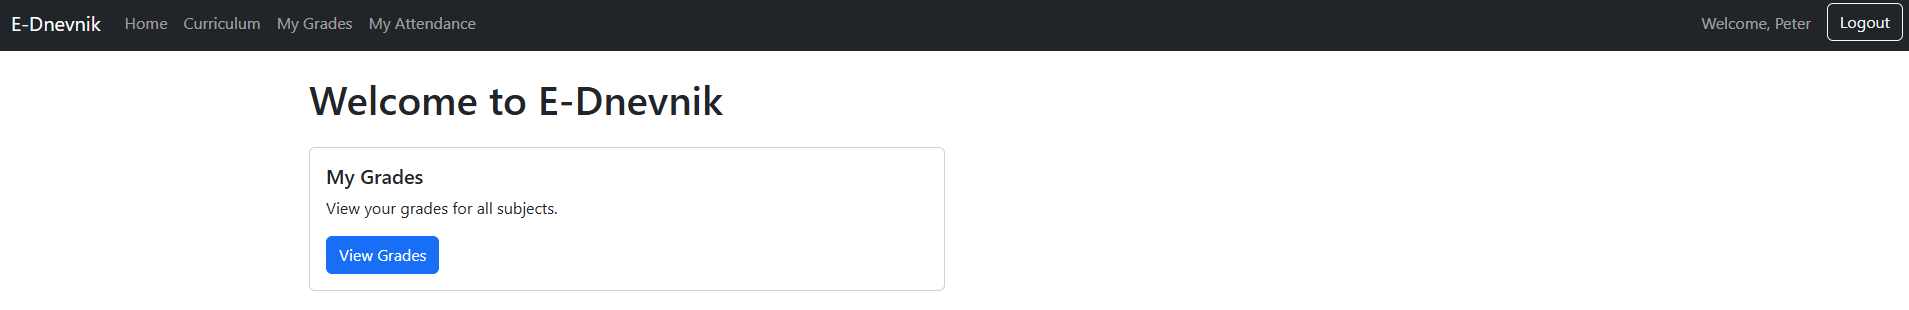 E-Dnevnik Home Curriculum My Grades My Attendance Welcome, Peter Logout
Welcome to E-Dnevnik
My Grades
View your grades for all subjects.
View Grades